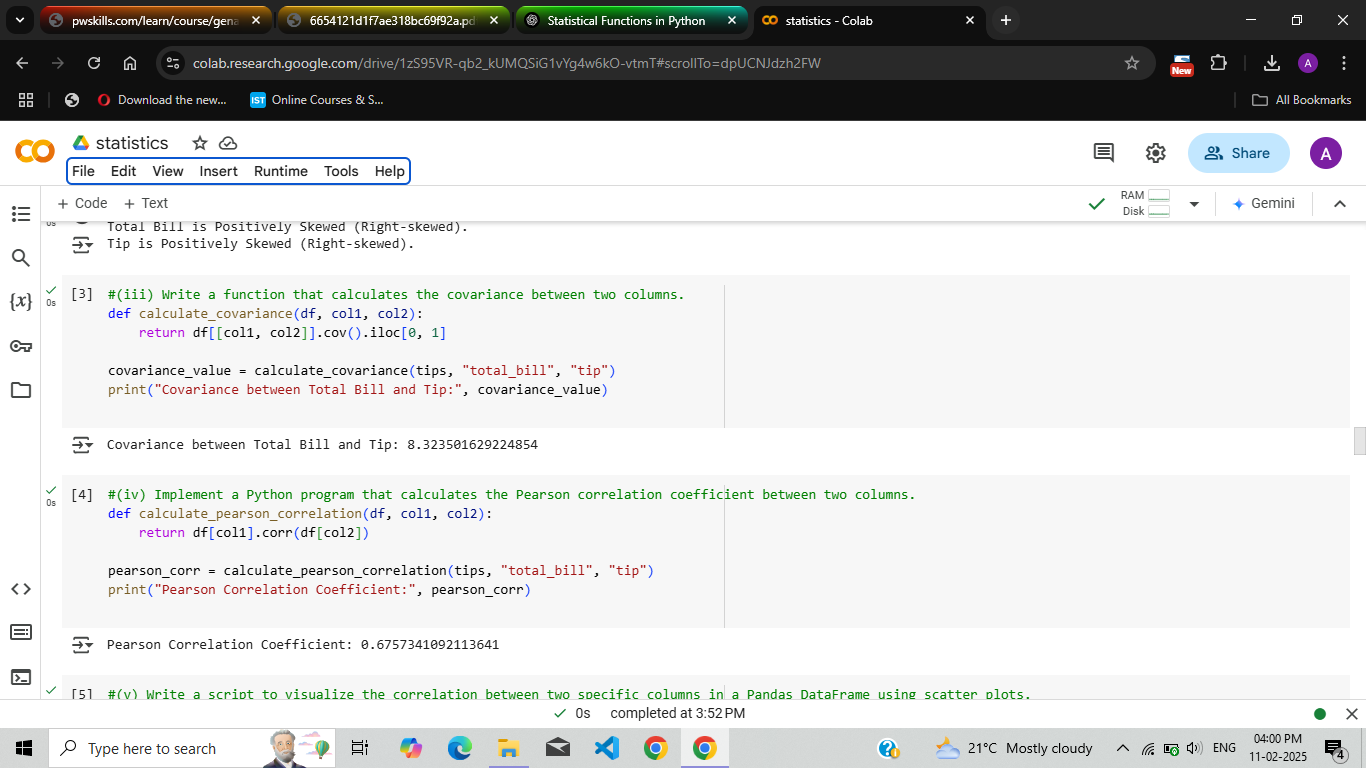 pwskills.com/learn/course/gena
6654121d1f7ae318bc69f92a.pd
Statistical Functions in Python
statistics - Colab
colab.research.google.com/drive/1zS95VR-qb2_kUMQSiG1vYg4w6kO-vtmT#scrollTo=dpUCNJdzh2FW
New
A
Download the new...
IST
Online Courses & S...
All Bookmarks
statistics
File Edit View Insert Runtime Tools Help
Share
A
+ Code + Text
RAM
Disk
Gemini
0s
Total Bill is Positively Skewed (Right-skewed).
Tip is Positively Skewed (Right-skewed).
0s
[3] #(iii) Write a function that calculates the covariance between two columns.
def calculate_covariance(df, col1, col2):
return df[[col1, col2]].cov().iloc[0, 1]
covariance_value = calculate_covariance(tips, "total_bill", "tip")
print("Covariance between Total Bill and Tip:", covariance_value)
Covariance between Total Bill and Tip: 8.323501629224854
0s
[4] #(iv) Implement a Python program that calculates the Pearson correlation coefficient between two columns.
def calculate_pearson_correlation(df, col1, col2):
return df[col1].corr(df[col2])
pearson_corr = calculate_pearson_correlation(tips, "total_bill", "tip")
print("Pearson Correlation Coefficient:", pearson_corr)
Pearson Correlation Coefficient: 0.6757341092113641
[5] #(v) Write a script to visualize the correlation between two specific columns in a Pandas DataFrame using scatter plots.
0s completed at 3:52 PM
Type here to search
21°C Mostly cloudy
ENG
04:00 PM
11-02-2025
4